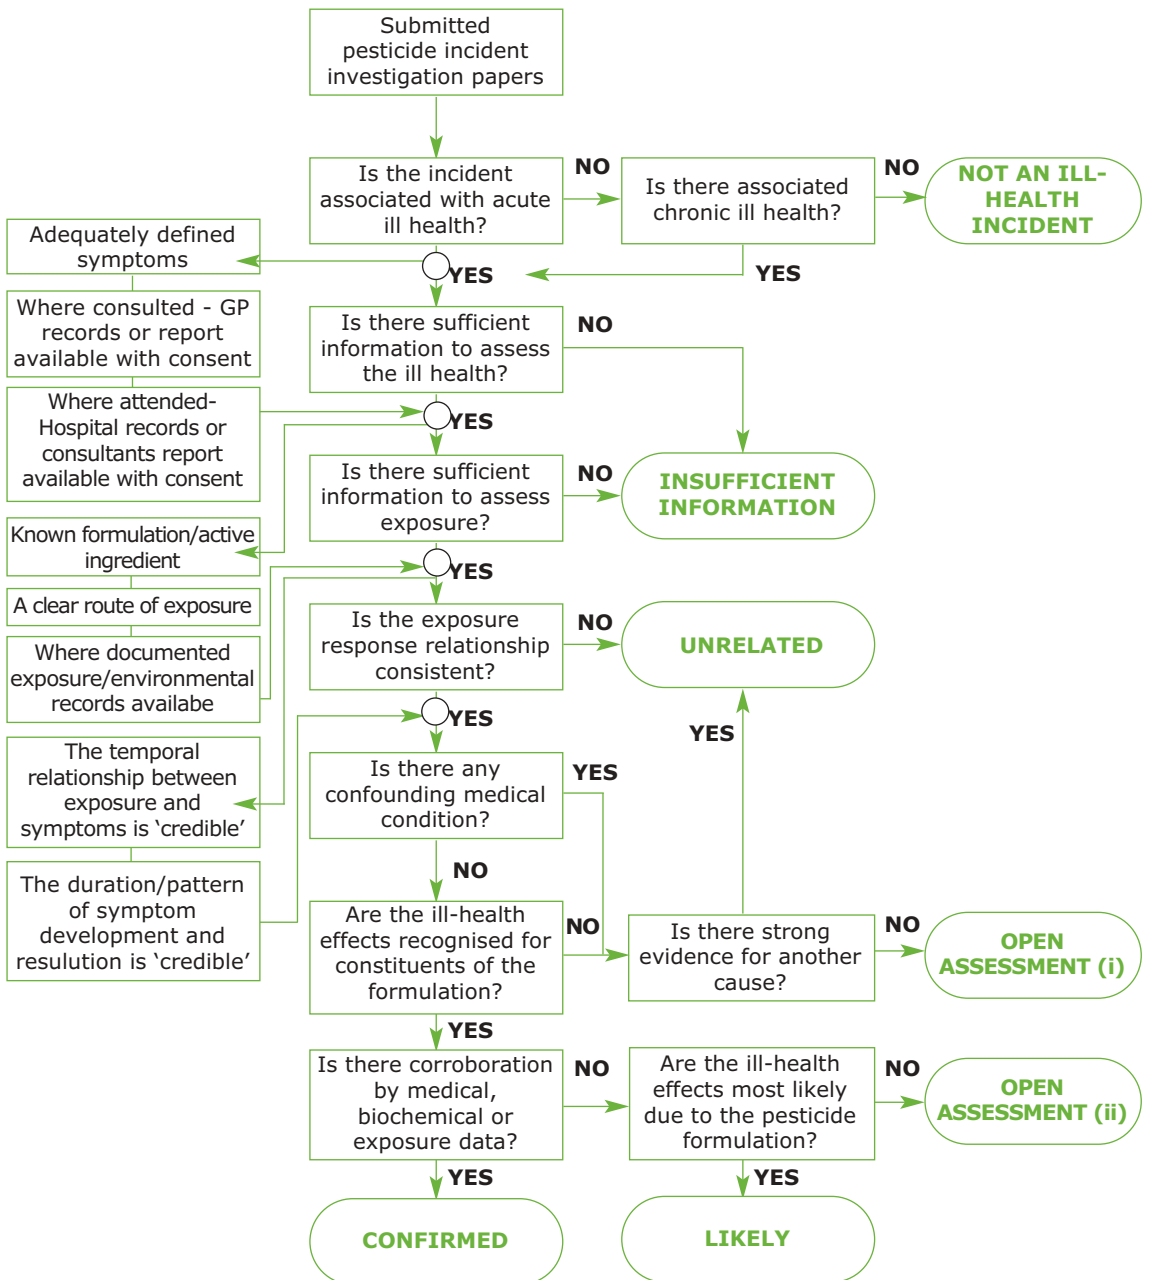 Submitted
pesticide incident
investigation papers
Is the incident
associated with acute
ill health?
NO
Is there associated
chronic ill health?
NO
NOT AN ILL-
HEALTH
INCIDENT
YES
YES
Adequately defined
symptoms
Where consulted - GP
records or report
available with consent
Where attended-
Hospital records or
consultants report
available with consent
Is there sufficient
information to assess
the ill health?
NO
YES
Is there sufficient
information to assess
exposure?
NO
INSUFFICIENT
INFORMATION
YES
Known formulation/active
ingredient
A clear route of exposure
Where documented
exposure/environmental
records availabe
Is the exposure
response relationship
consistent?
NO
UNRELATED
YES
YES
The temporal
relationship between
exposure and
symptoms is ‘credible’
The duration/pattern
of symptom
development and
resulution is ‘credible’
Is there any
confounding medical
condition?
YES
NO
Are the ill-health
effects recognised for
constituents of the
formulation?
NO
Is there strong
evidence for another
cause?
NO
OPEN
ASSESSMENT (i)
YES
Is there corroboration
by medical,
biochemical or
exposure data?
NO
Are the ill-health
effects most likely
due to the pesticide
formulation?
NO
OPEN
ASSESSMENT (ii)
YES
YES
CONFIRMED
LIKELY